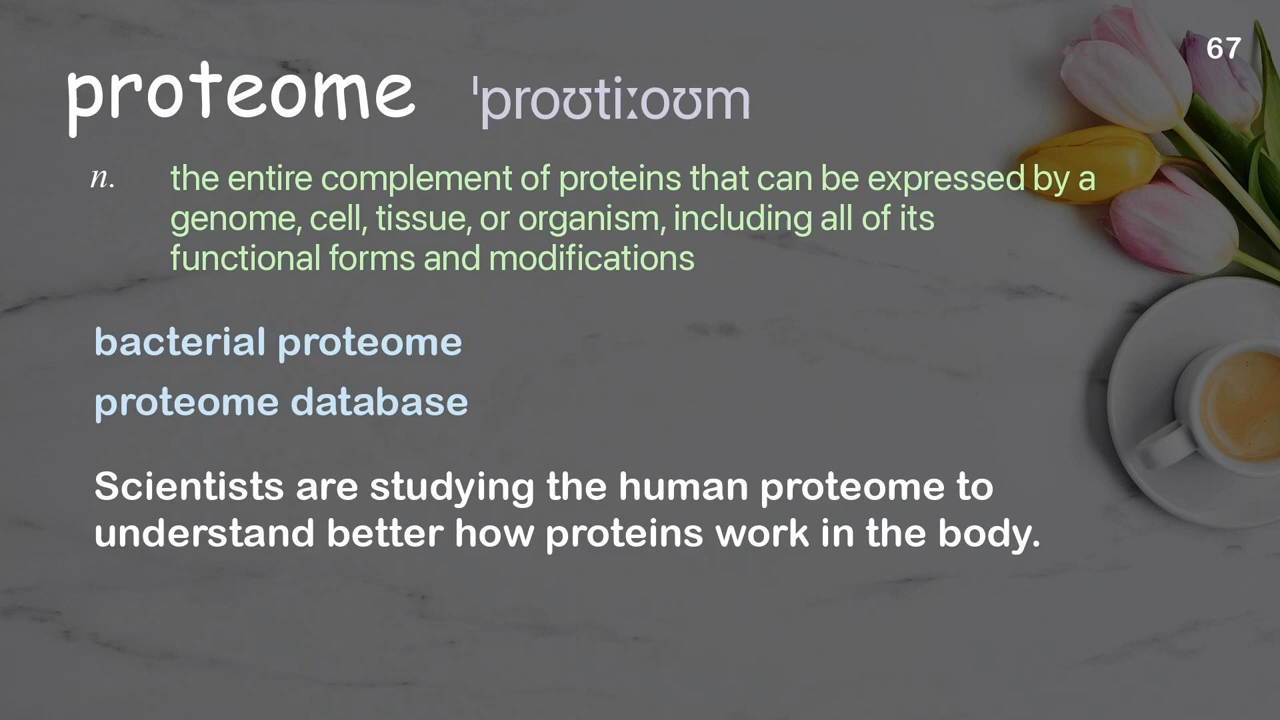 67
proteome ˈproʊtiːoʊm
n. the entire complement of proteins that can be expressed by a
genome, cell, tissue, or organism, including all of its
functional forms and modifications
bacterial proteome
proteome database
Scientists are studying the human proteome to
understand better how proteins work in the body.